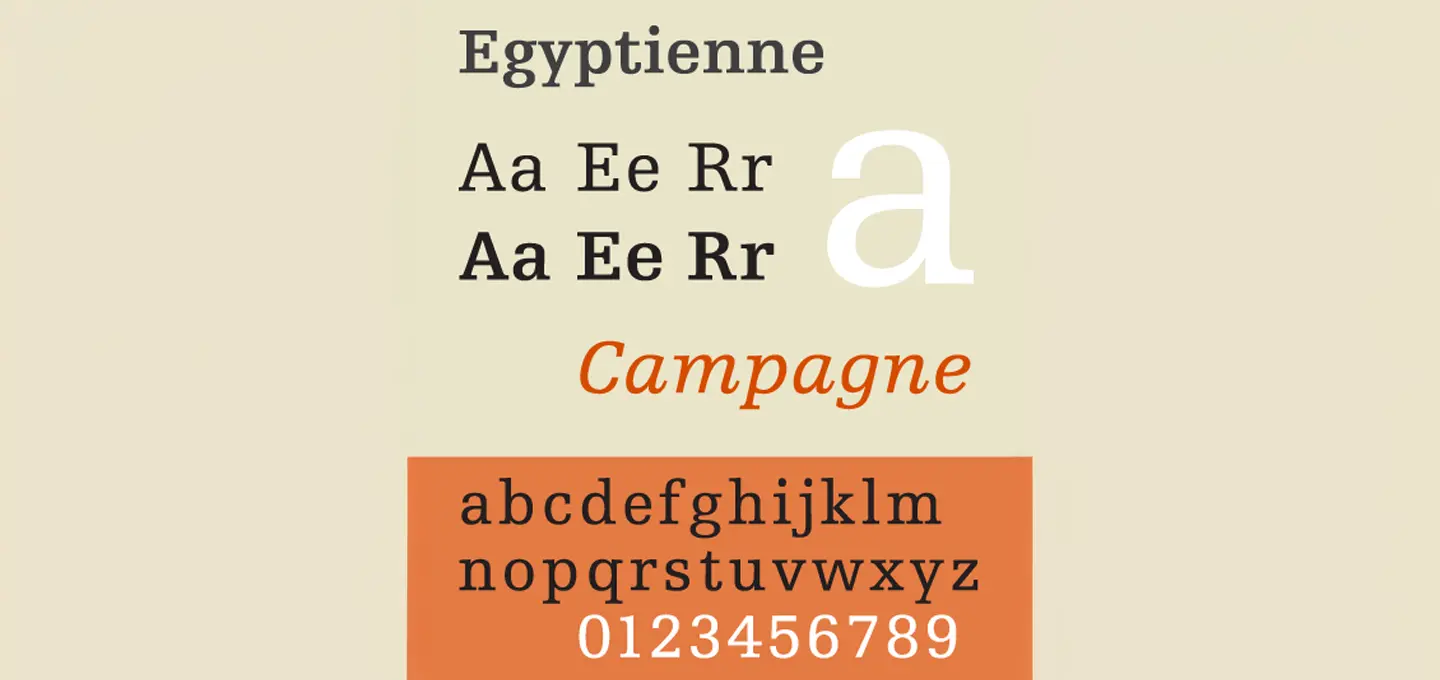 Egyptienne
Aa Ee Rr
Aa Ee Rr
a
Campagne
abcdefghijklm
nopqrstuvwxyz
0123456789